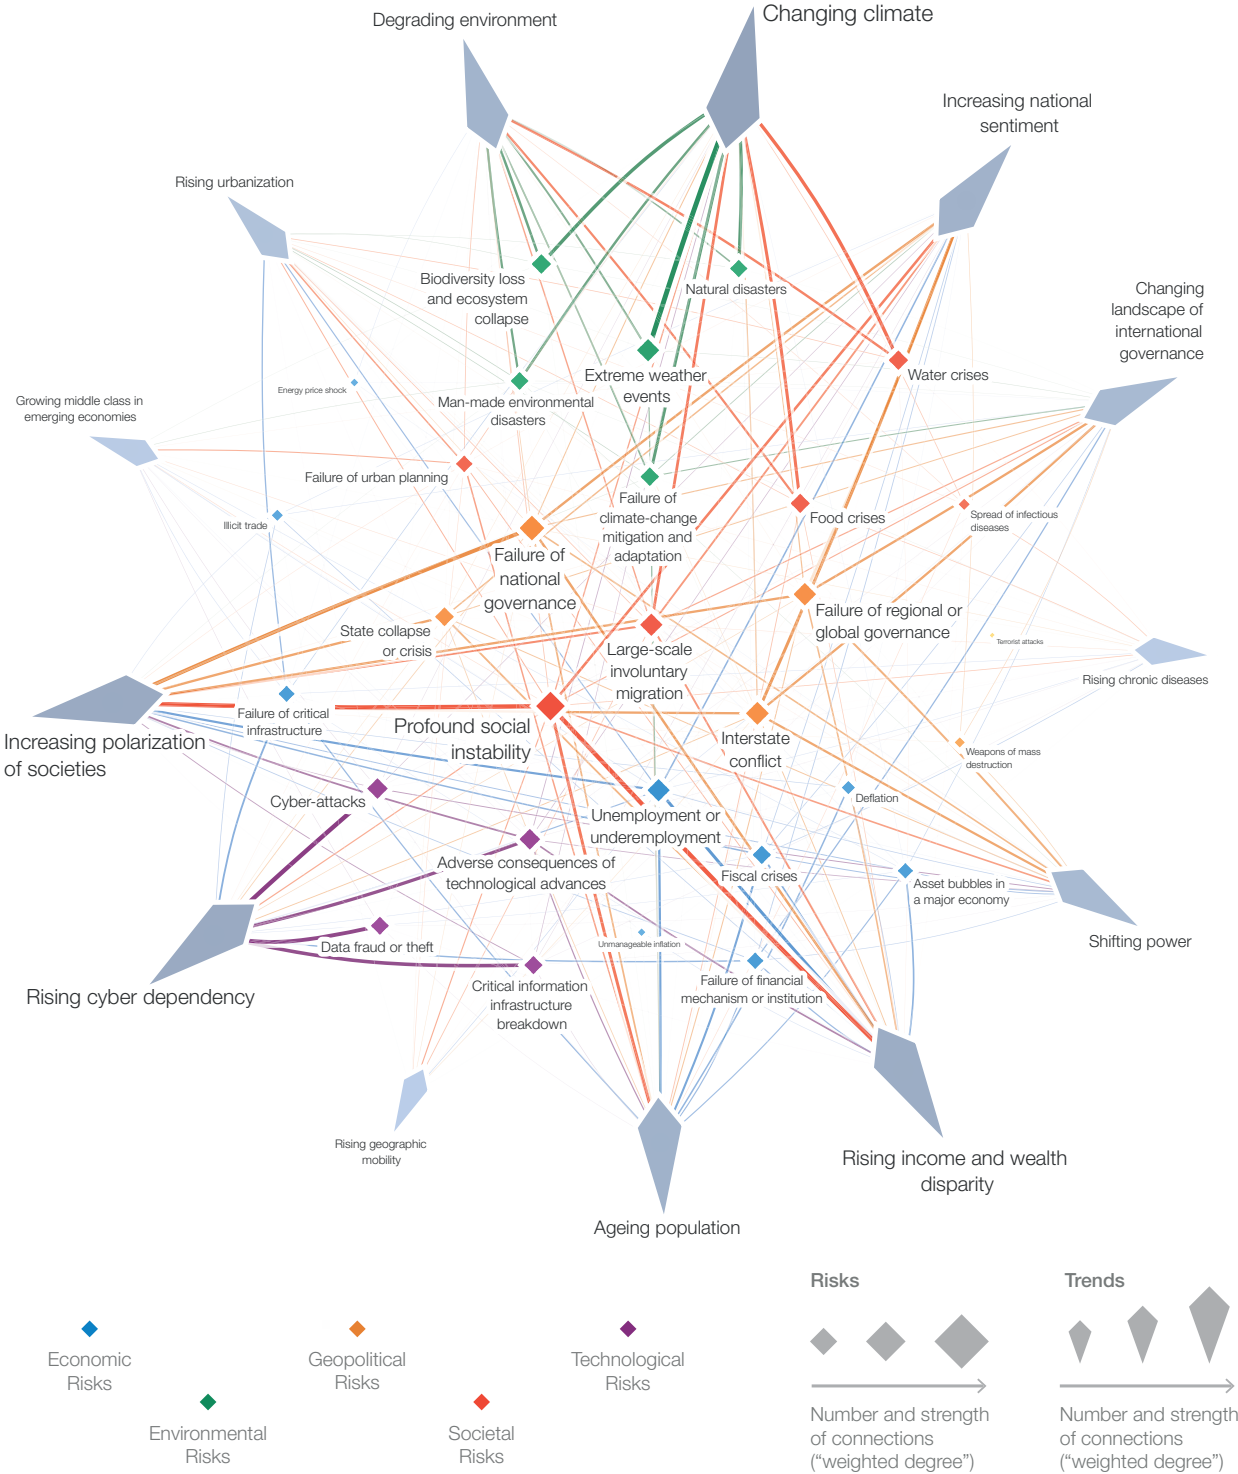 Degrading environment
Changing climate
Increasing national
sentiment
Rising urbanization
Changing
landscape of
international
governance
Biodiversity loss
and ecosystem
collapse
Natural disasters
Extreme weather
events
Water crises
Energy price shock
Growing middle class in
emerging economies
Man-made environmental
disasters
Failure of urban planning
Failure of
climate-change
mitigation and
adaptation
Food crises
Spread of infectious
diseases
Illicit trade
Failure of
national
governance
Failure of regional or
global governance
State collapse
or crisis
Terrorist attacks
Large-scale
involuntary
migration
Rising chronic diseases
Failure of critical
infrastructure
Increasing polarization
of societies
Profound social
instability
Interstate
conflict
Weapons of mass
destruction
Cyber-attacks
Unemployment or
underemployment
Deflation
Adverse consequences of
technological advances
Fiscal crises
Asset bubbles in
a major economy
Data fraud or theft
Unmanageable inflation
Shifting power
Rising cyber dependency
Critical information
infrastructure
breakdown
Failure of financial
mechanism or institution
Rising geographic
mobility
Rising income and wealth
disparity
Ageing population
Economic
Risks
Geopolitical
Risks
Technological
Risks
Environmental
Risks
Societal
Risks
Risks
Number and strength
of connections
(“weighted degree”)
Trends
Number and strength
of connections
(“weighted degree”)